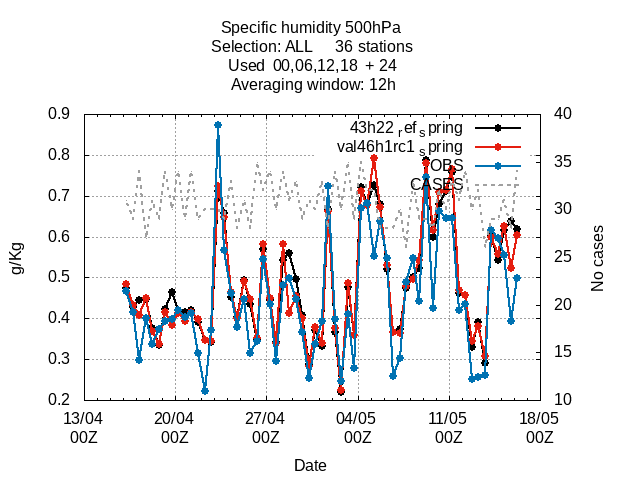 Specific humidity 500hPa
Selection: ALL 36 stations
Used 00,06,12,18 + 24
Averaging window: 12h
43h22refspring
val46h1rc1spring
OBS
CASES
0.9
0.8
0.7
0.6
0.5
0.4
0.3
0.2
g/Kg
40
35
30
25
20
15
10
No cases
13/04 20/04 27/04 04/05 11/05 18/05
00Z 00Z 00Z 00Z 00Z 00Z
Date